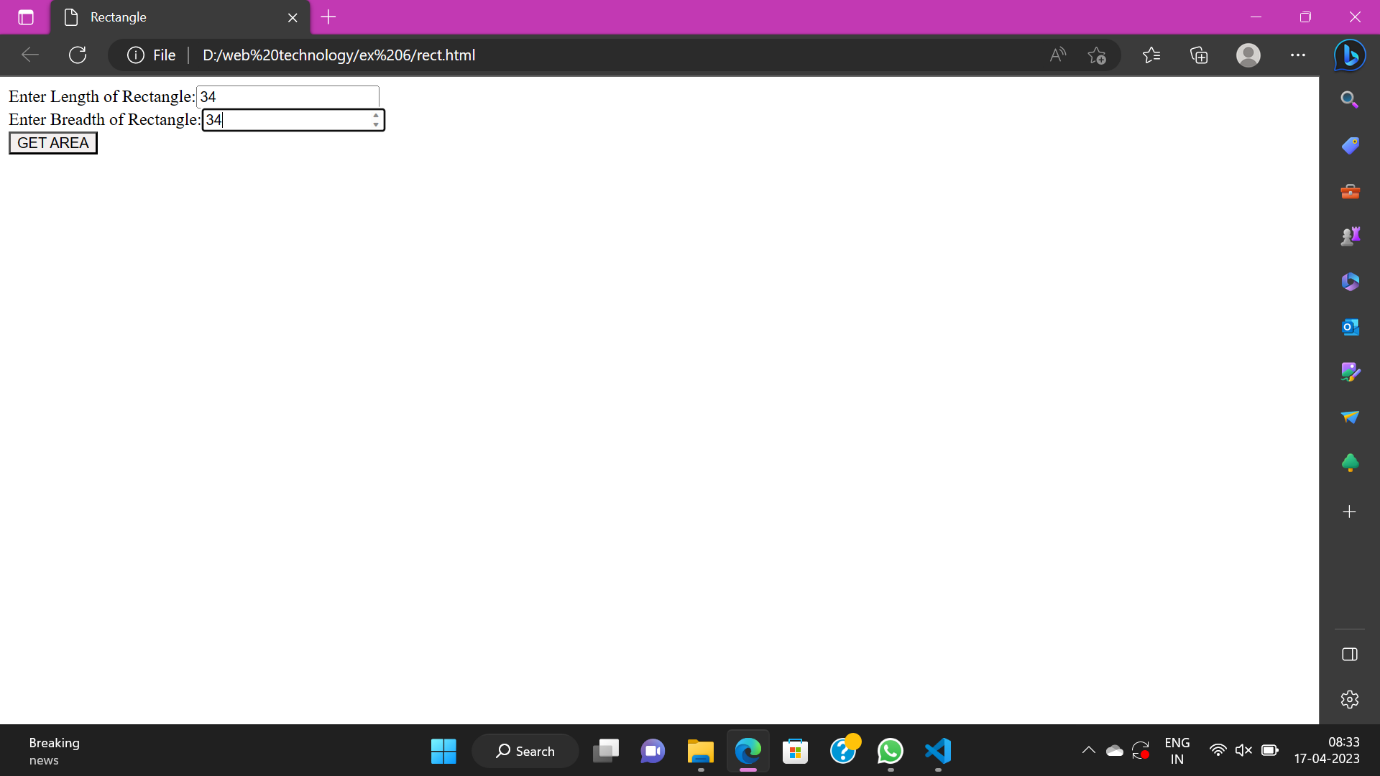 Rectangle
File
D:/web%20technology/ex%206/rect.html
Enter Length of Rectangle: 34
Enter Breadth of Rectangle: 34
GET AREA
Breaking
news
Search
ENG
IN
08:33
17-04-2023